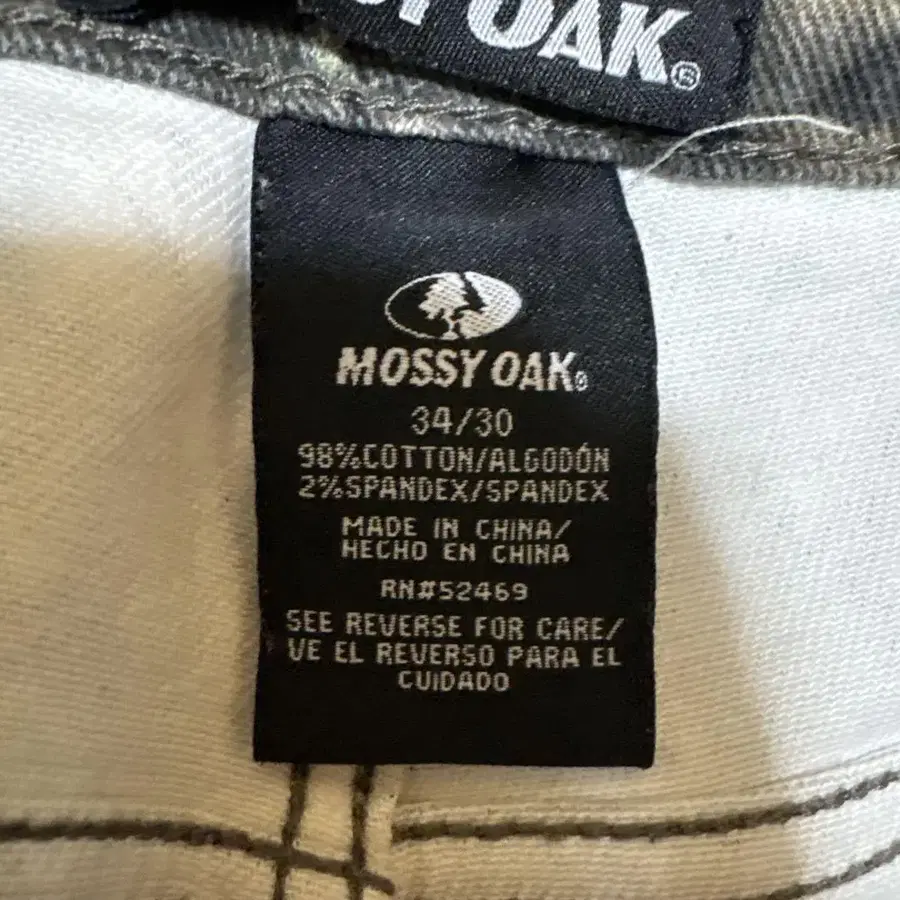 OAK®
MOSSY OAK®
34/30
98%COTTON/ALGODÓN
2%SPANDEX/SPANDEX
MADE IN CHINA/
HECHO EN CHINA
RN#52469
SEE REVERSE FOR CARE/
VE EL REVERSO PARA EL
CUIDADO